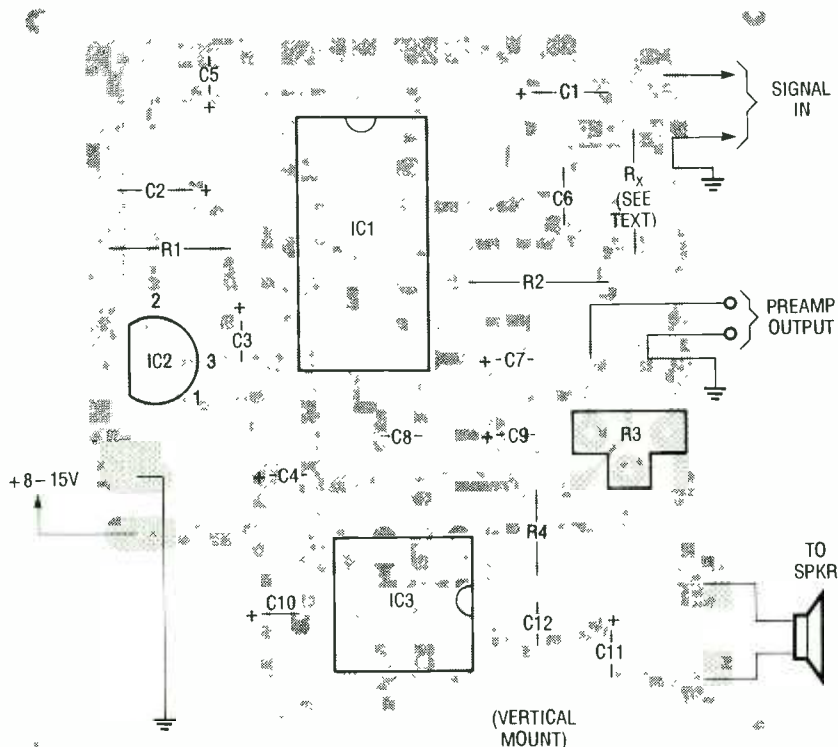 C5
+
+ C1
SIGNAL
IN
C2 +
C6
RX
(SEE
TEXT)
IC1
R1
R2
2
+
C3
IC2
3
1
PREAMP
OUTPUT
+ C7
C8
+ C9
R3
+8-15V
+ C4
R4
TO
SPKR
C10
+
IC3
C12
+
C11
(VERTICAL
MOUNT)